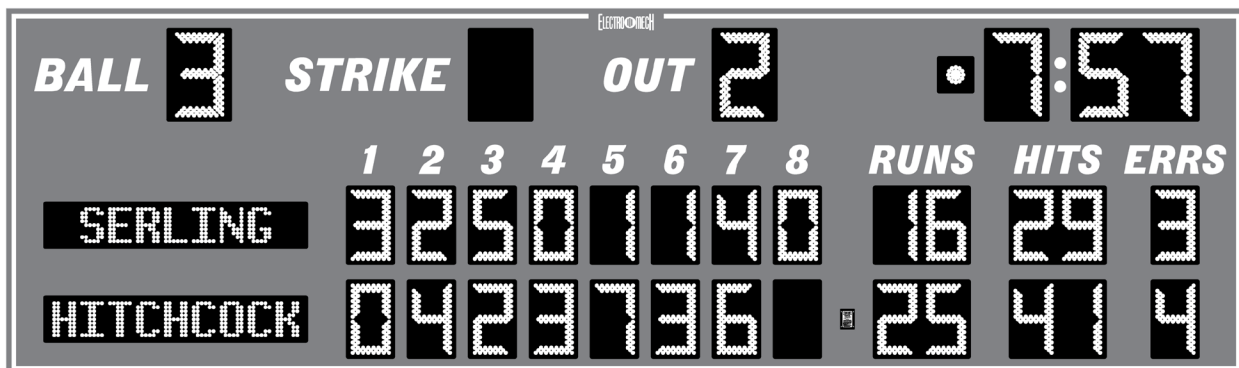 ELECTRO-MECH
BALL 3 STRIKE OUT 2 7:57
1 2 3 4 5 6 7 8 RUNS HITS ERRS
SERLING 3 2 5 0 1 1 4 0 16 29 3
HITCHCOCK 0 4 2 3 7 3 6 25 41 4